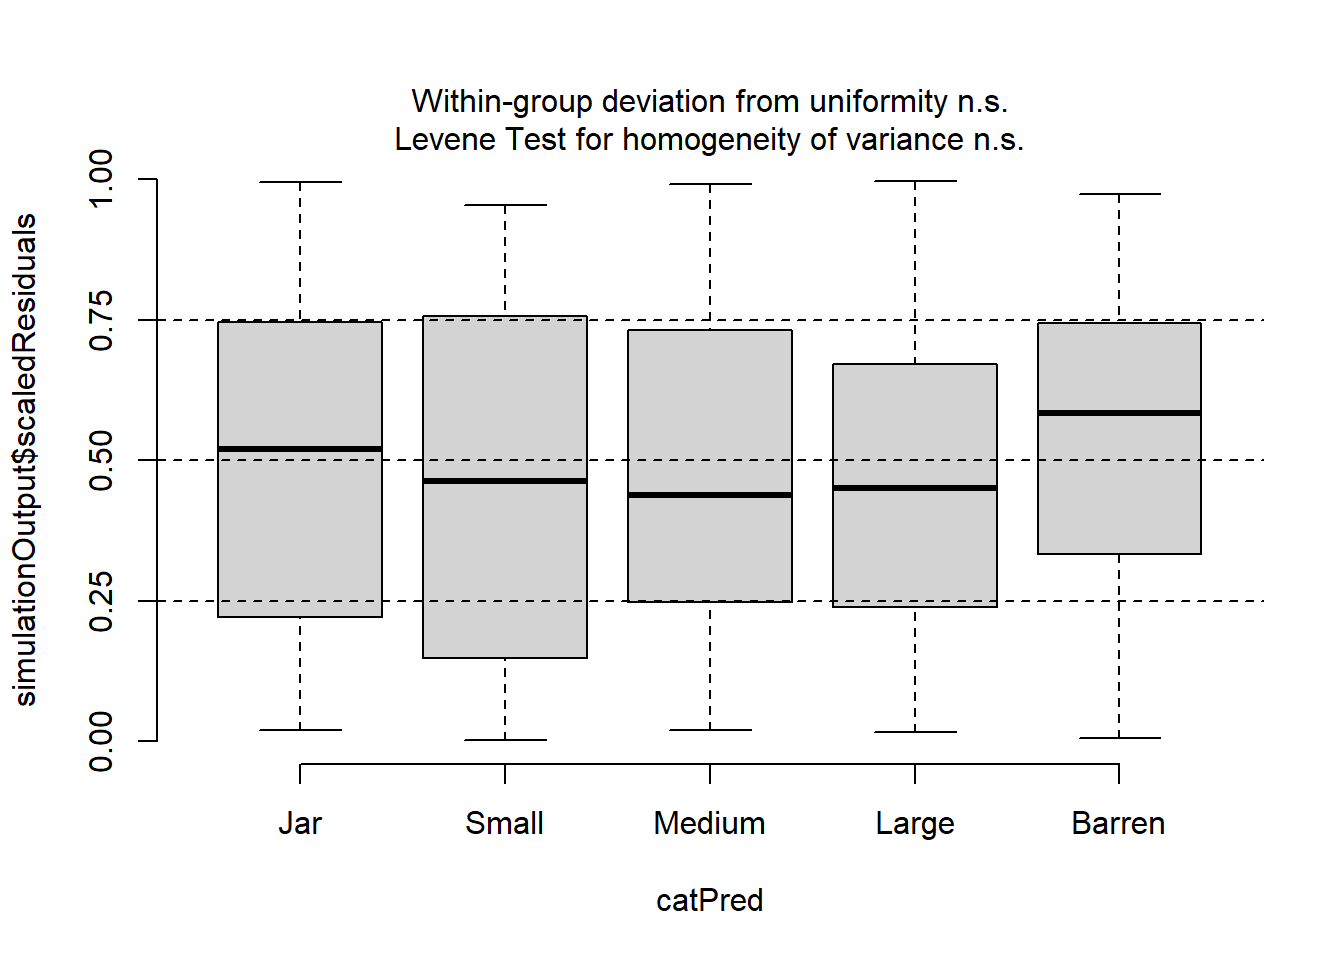 Within-group deviation from uniformity n.s.
Levene Test for homogeneity of variance n.s.
simulationOutput$scaledResiduals
1.00
0.75
0.50
0.25
0.00
Jar Small Medium Large Barren
catPred